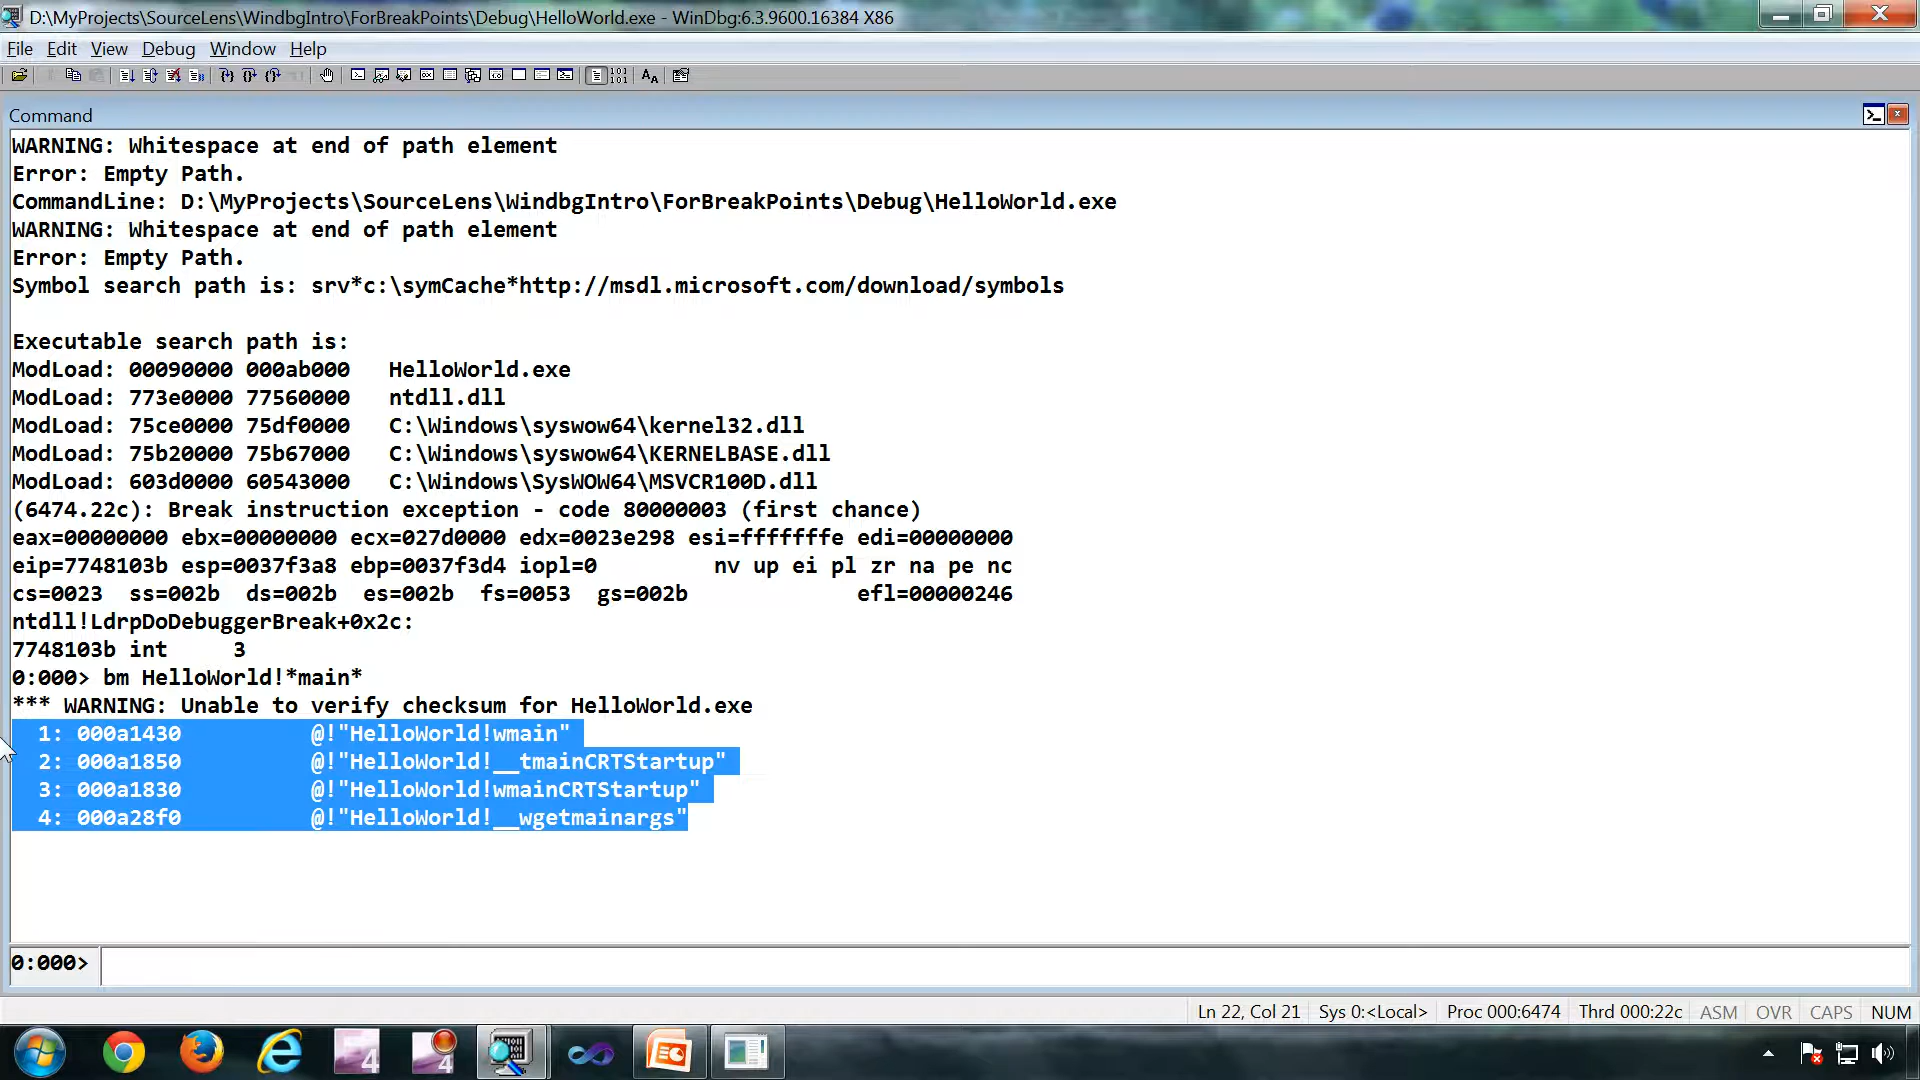 D:\MyProjects\SourceLens\WindbgIntro\ForBreakPoints\Debug\HelloWorld.exe - WinDbg:6.3.9600.16384 X86
File Edit View Debug Window Help
Command
WARNING: Whitespace at end of path element
Error: Empty Path.
CommandLine: D:\MyProjects\SourceLens\WindbgIntro\ForBreakPoints\Debug\HelloWorld.exe
WARNING: Whitespace at end of path element
Error: Empty Path.
Symbol search path is: srv*c:\symCache*http://msdl.microsoft.com/download/symbols
Executable search path is:
ModLoad: 00090000 000ab000   HelloWorld.exe
ModLoad: 773e0000 77560000   ntdll.dll
ModLoad: 75ce0000 75df0000   C:\Windows\syswow64\kernel32.dll
ModLoad: 75b20000 75b67000   C:\Windows\syswow64\KERNELBASE.dll
ModLoad: 603d0000 60543000   C:\Windows\SysWOW64\MSVCR100D.dll
(6474.22c): Break instruction exception - code 80000003 (first chance)
eax=00000000 ebx=00000000 ecx=027d0000 edx=0023e298 esi=fffffffe edi=00000000
eip=7748103b esp=0037f3a8 ebp=0037f3d4 iopl=0         nv up ei pl zr na pe nc
cs=0023  ss=002b  ds=002b  es=002b  fs=0053  gs=002b             efl=00000246
ntdll!LdrpDoDebuggerBreak+0x2c:
7748103b int     3
0:000> bm HelloWorld!*main*
*** WARNING: Unable to verify checksum for HelloWorld.exe
  1: 000a1430          @!"HelloWorld!wmain"
  2: 000a1850          @!"HelloWorld!__tmainCRTStartup"
  3: 000a1830          @!"HelloWorld!wmainCRTStartup"
  4: 000a28f0          @!"HelloWorld!__wgetmainargs"
0:000>
Ln 22, Col 21 Sys 0:<Local> Proc 000:6474 Thrd 000:22c ASM OVR CAPS NUM